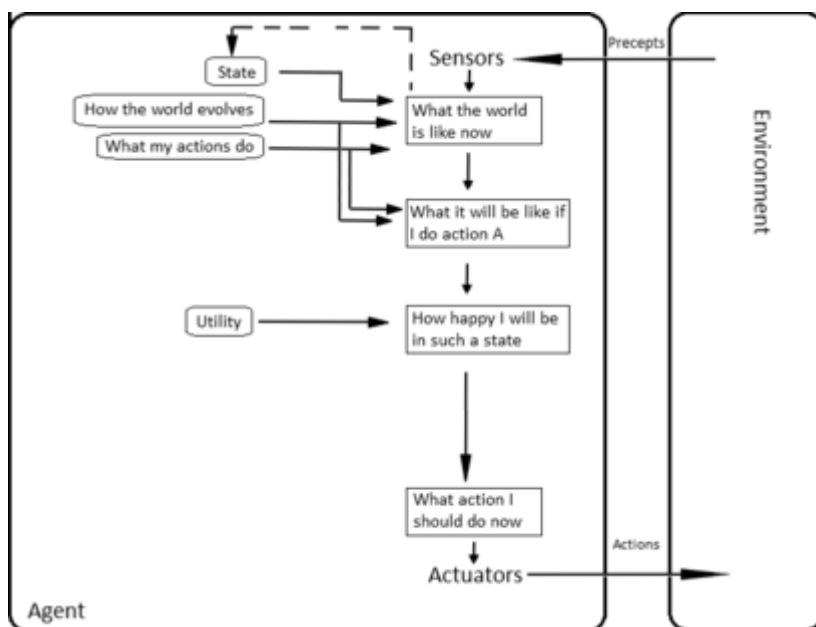 Sensors
Precepts
State
How the world evolves
What the world
is like now
What my actions do
What it will be like if
I do action A
Utility
How happy I will be
in such a state
What action I
should do now
Actuators
Actions
Agent
Environment